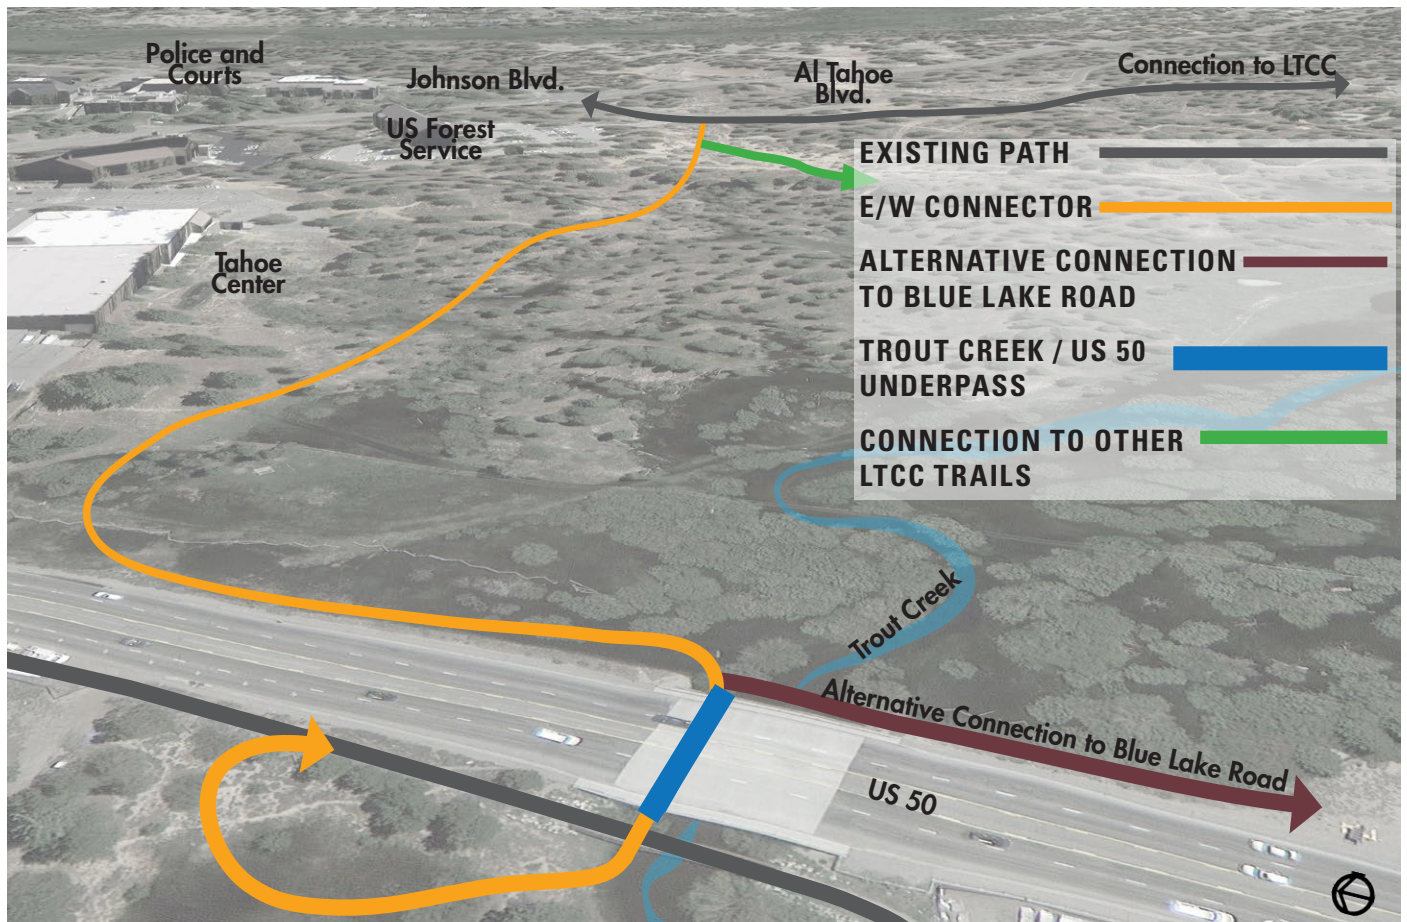 Police and
Courts
Johnson Blvd.
Al Tahoe
Blvd.
Connection to LTCC
US Forest
Service
Tahoe
Center
EXISTING PATH
E/W CONNECTOR
ALTERNATIVE CONNECTION
TO BLUE LAKE ROAD
TROUT CREEK / US 50
UNDERPASS
CONNECTION TO OTHER
LTCC TRAILS
Trout Creek
Alternative Connection to Blue Lake Road
US 50